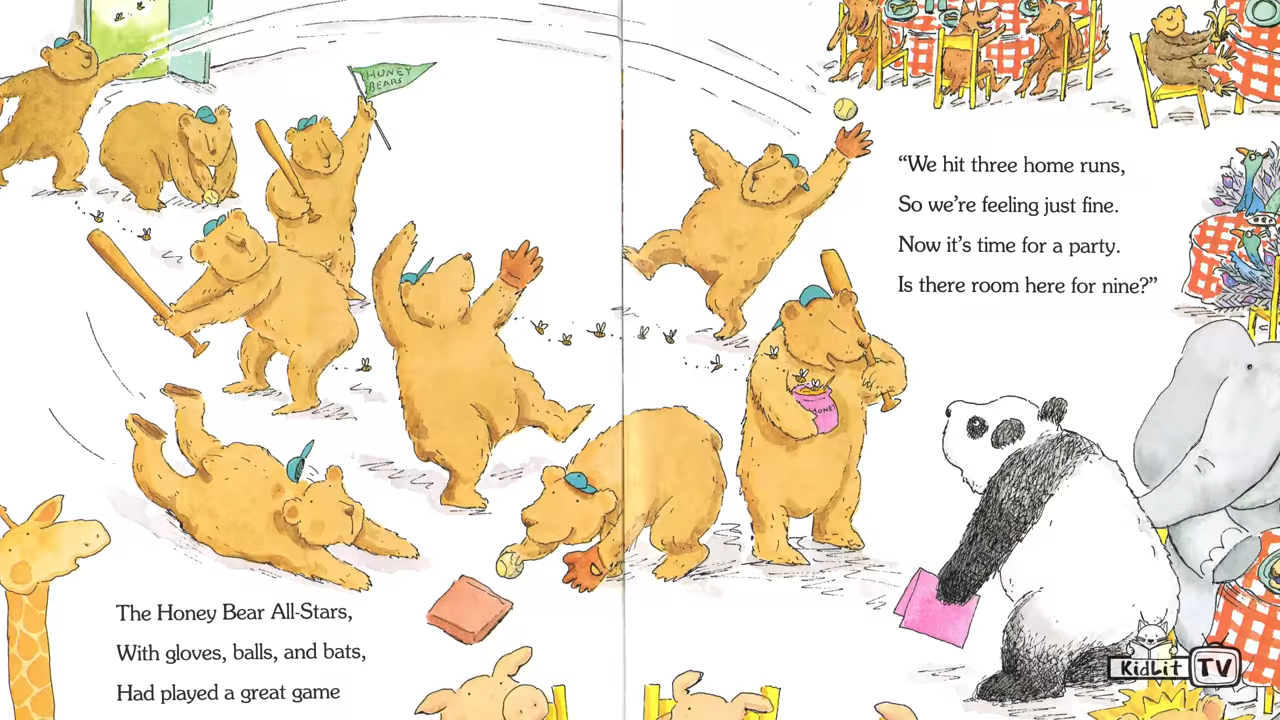 HONEY
BEARS
"We hit three home runs,
So we're feeling just fine.
Now it's time for a party.
Is there room here for nine?"
HONEY
The Honey Bear All-Stars,
With gloves, balls, and bats,
Had played a great game
KidLit TV